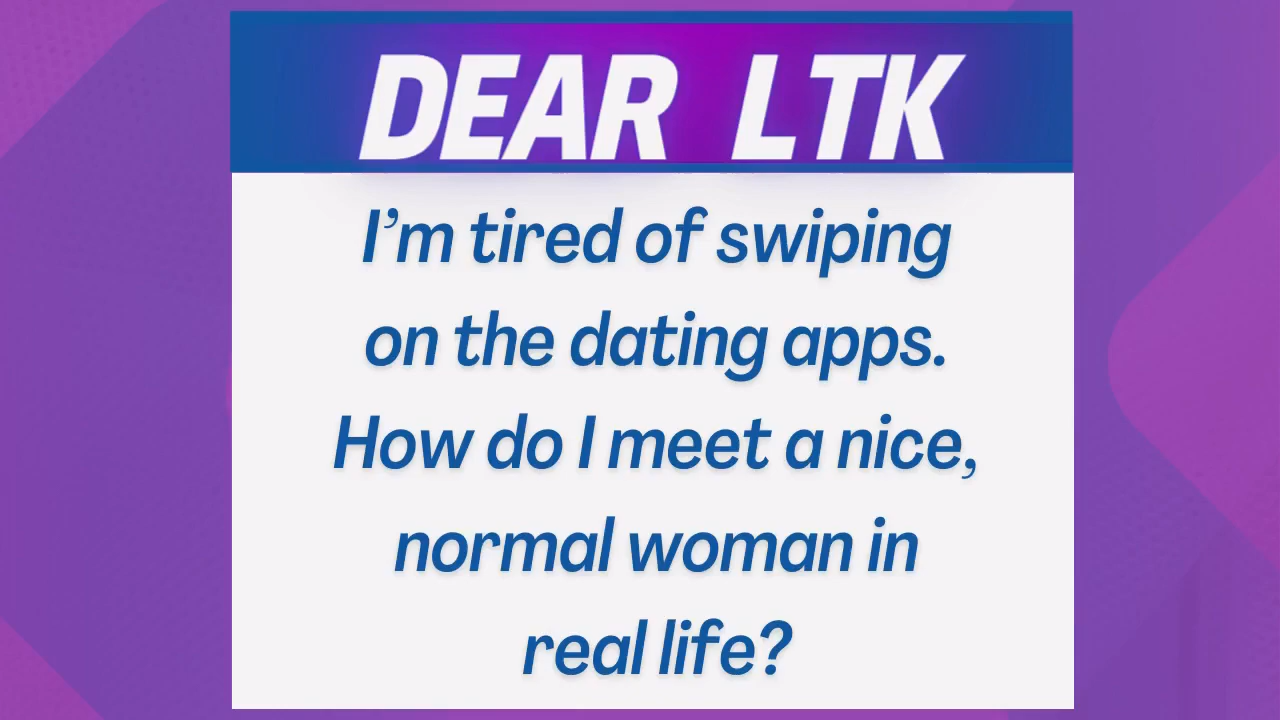 DEAR LTK
I’m tired of swiping
on the dating apps.
How do I meet a nice,
normal woman in
real life?